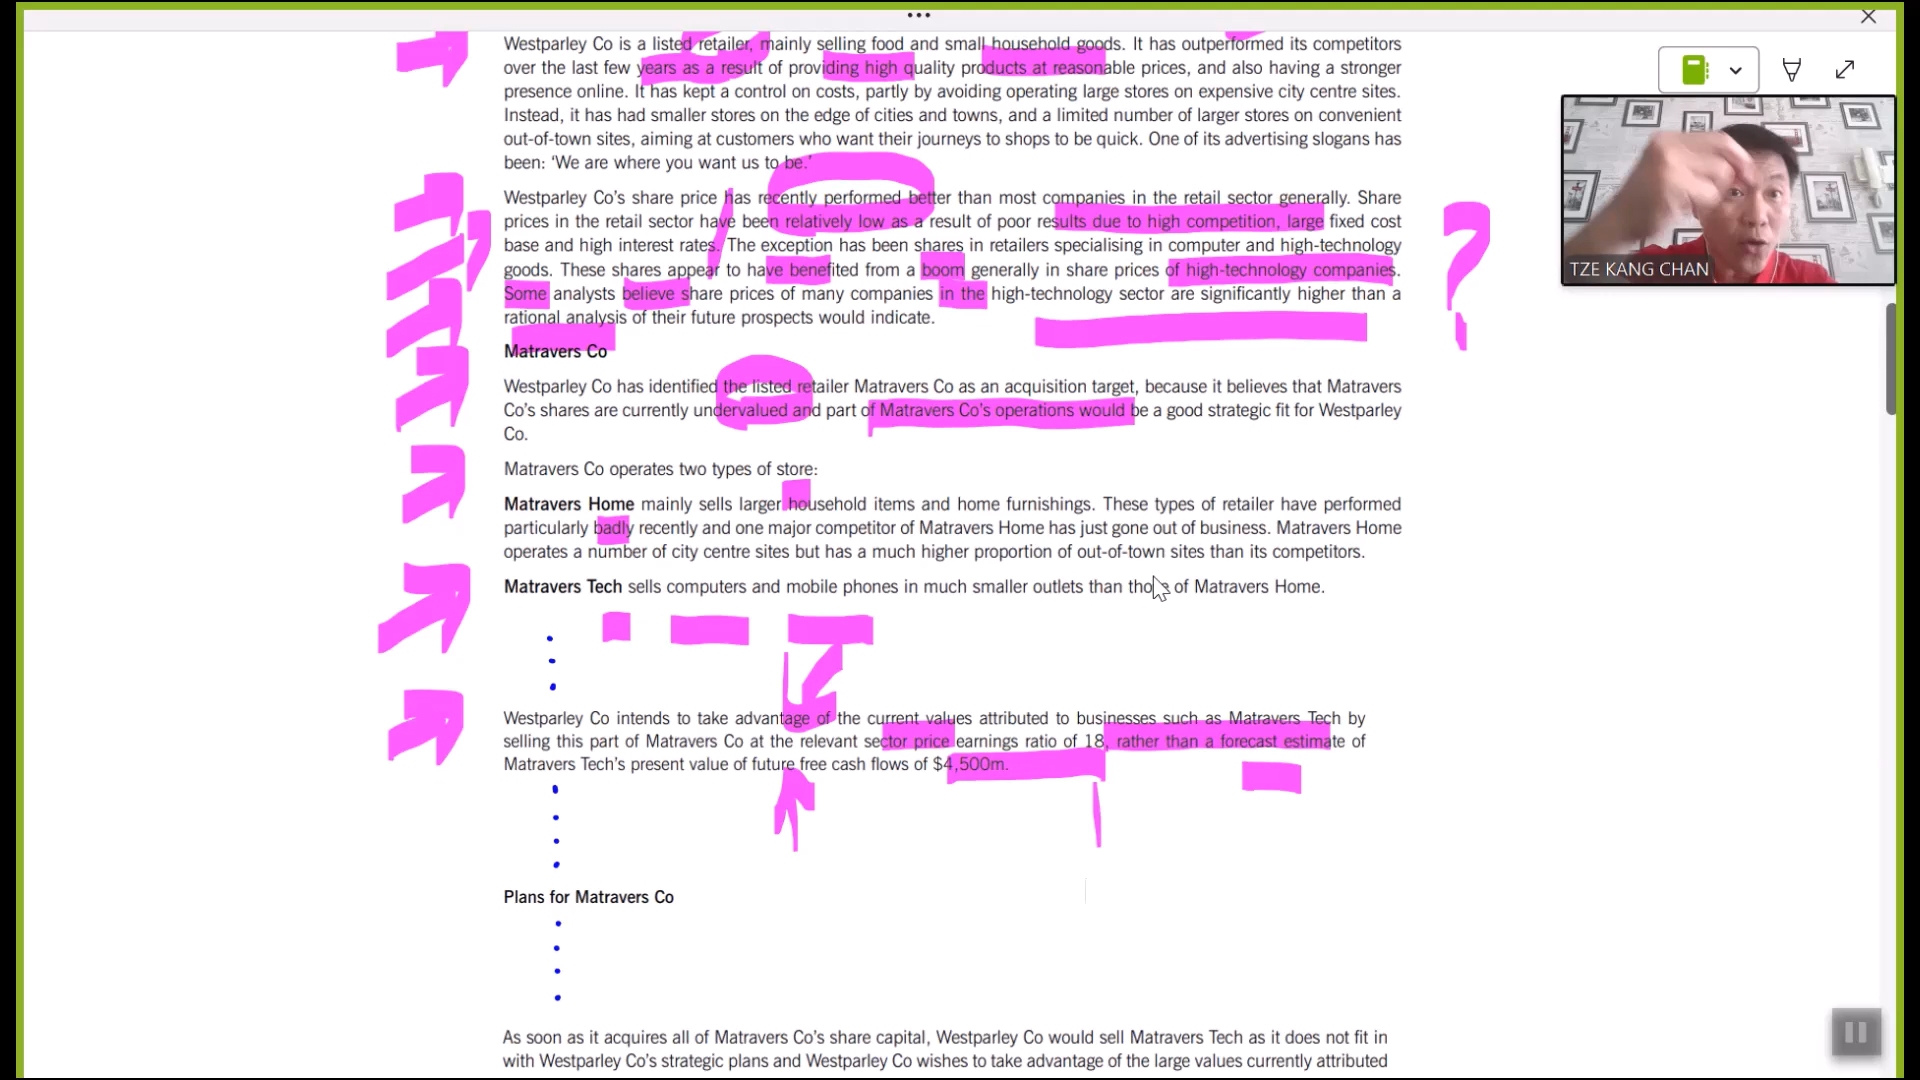 Westparley Co is a listed retailer, mainly selling food and small household goods. It has outperformed its competitors
over the last few years as a result of providing high quality products at reasonable prices, and also having a stronger
presence online. It has kept a control on costs, partly by avoiding operating large stores on expensive city centre sites.
Instead, it has had smaller stores on the edge of cities and towns, and a limited number of larger stores on convenient
out-of-town sites, aiming at customers who want their journeys to shops to be quick. One of its advertising slogans has
been: ‘We are where you want us to be.’
Westparley Co’s share price has recently performed better than most companies in the retail sector generally. Share
prices in the retail sector have been relatively low as a result of poor results due to high competition, large fixed cost
base and high interest rates. The exception has been shares in retailers specialising in computer and high-technology
goods. These shares appear to have benefited from a boom generally in share prices of high-technology companies.
Some analysts believe share prices of many companies in the high-technology sector are significantly higher than a
rational analysis of their future prospects would indicate.
?
TZE KANG CHAN
Matravers Co
Westparley Co has identified the listed retailer Matravers Co as an acquisition target, because it believes that Matravers
Co’s shares are currently undervalued and part of Matravers Co’s operations would be a good strategic fit for Westparley
Co.
Matravers Co operates two types of store:
Matravers Home mainly sells larger household items and home furnishings. These types of retailer have performed
particularly badly recently and one major competitor of Matravers Home has just gone out of business. Matravers Home
operates a number of city centre sites but has a much higher proportion of out-of-town sites than its competitors.
Matravers Tech sells computers and mobile phones in much smaller outlets than those of Matravers Home.
Westparley Co intends to take advantage of the current values attributed to businesses such as Matravers Tech by
selling this part of Matravers Co at the relevant sector price earnings ratio of 18, rather than a forecast estimate of
Matravers Tech’s present value of future free cash flows of $4,500m.
Plans for Matravers Co
As soon as it acquires all of Matravers Co’s share capital, Westparley Co would sell Matravers Tech as it does not fit in
with Westparley Co’s strategic plans and Westparley Co wishes to take advantage of the large values currently attributed